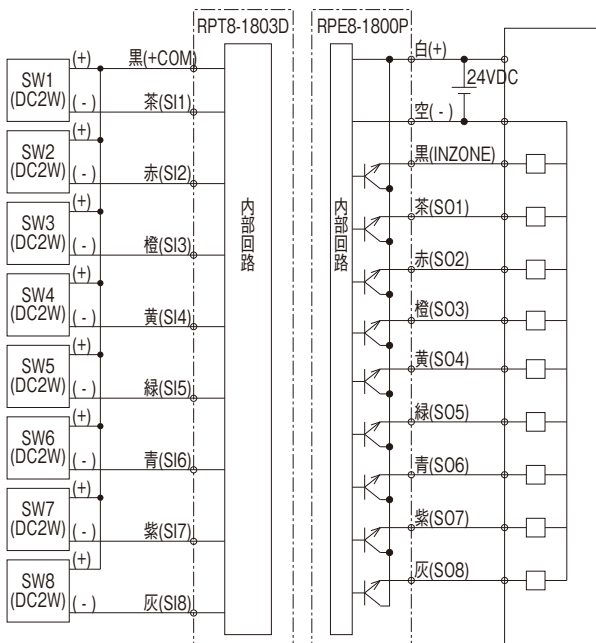 RPT8-1803D
RPE8-1800P
SW1
(DC2W)
(+)
(-)
黒(+COM)
茶(SI1)
SW2
(DC2W)
(+)
(-)
赤(SI2)
SW3
(DC2W)
(+)
(-)
橙(SI3)
SW4
(DC2W)
(+)
(-)
黄(SI4)
SW5
(DC2W)
(+)
(-)
緑(SI5)
SW6
(DC2W)
(+)
(-)
青(SI6)
SW7
(DC2W)
(+)
(-)
紫(SI7)
SW8
(DC2W)
(+)
(-)
灰(SI8)
内部回路
内部回路
白(+)
24VDC
空(-)
黒(INZONE)
茶(SO1)
赤(SO2)
橙(SO3)
黄(SO4)
緑(SO5)
青(SO6)
紫(SO7)
灰(SO8)